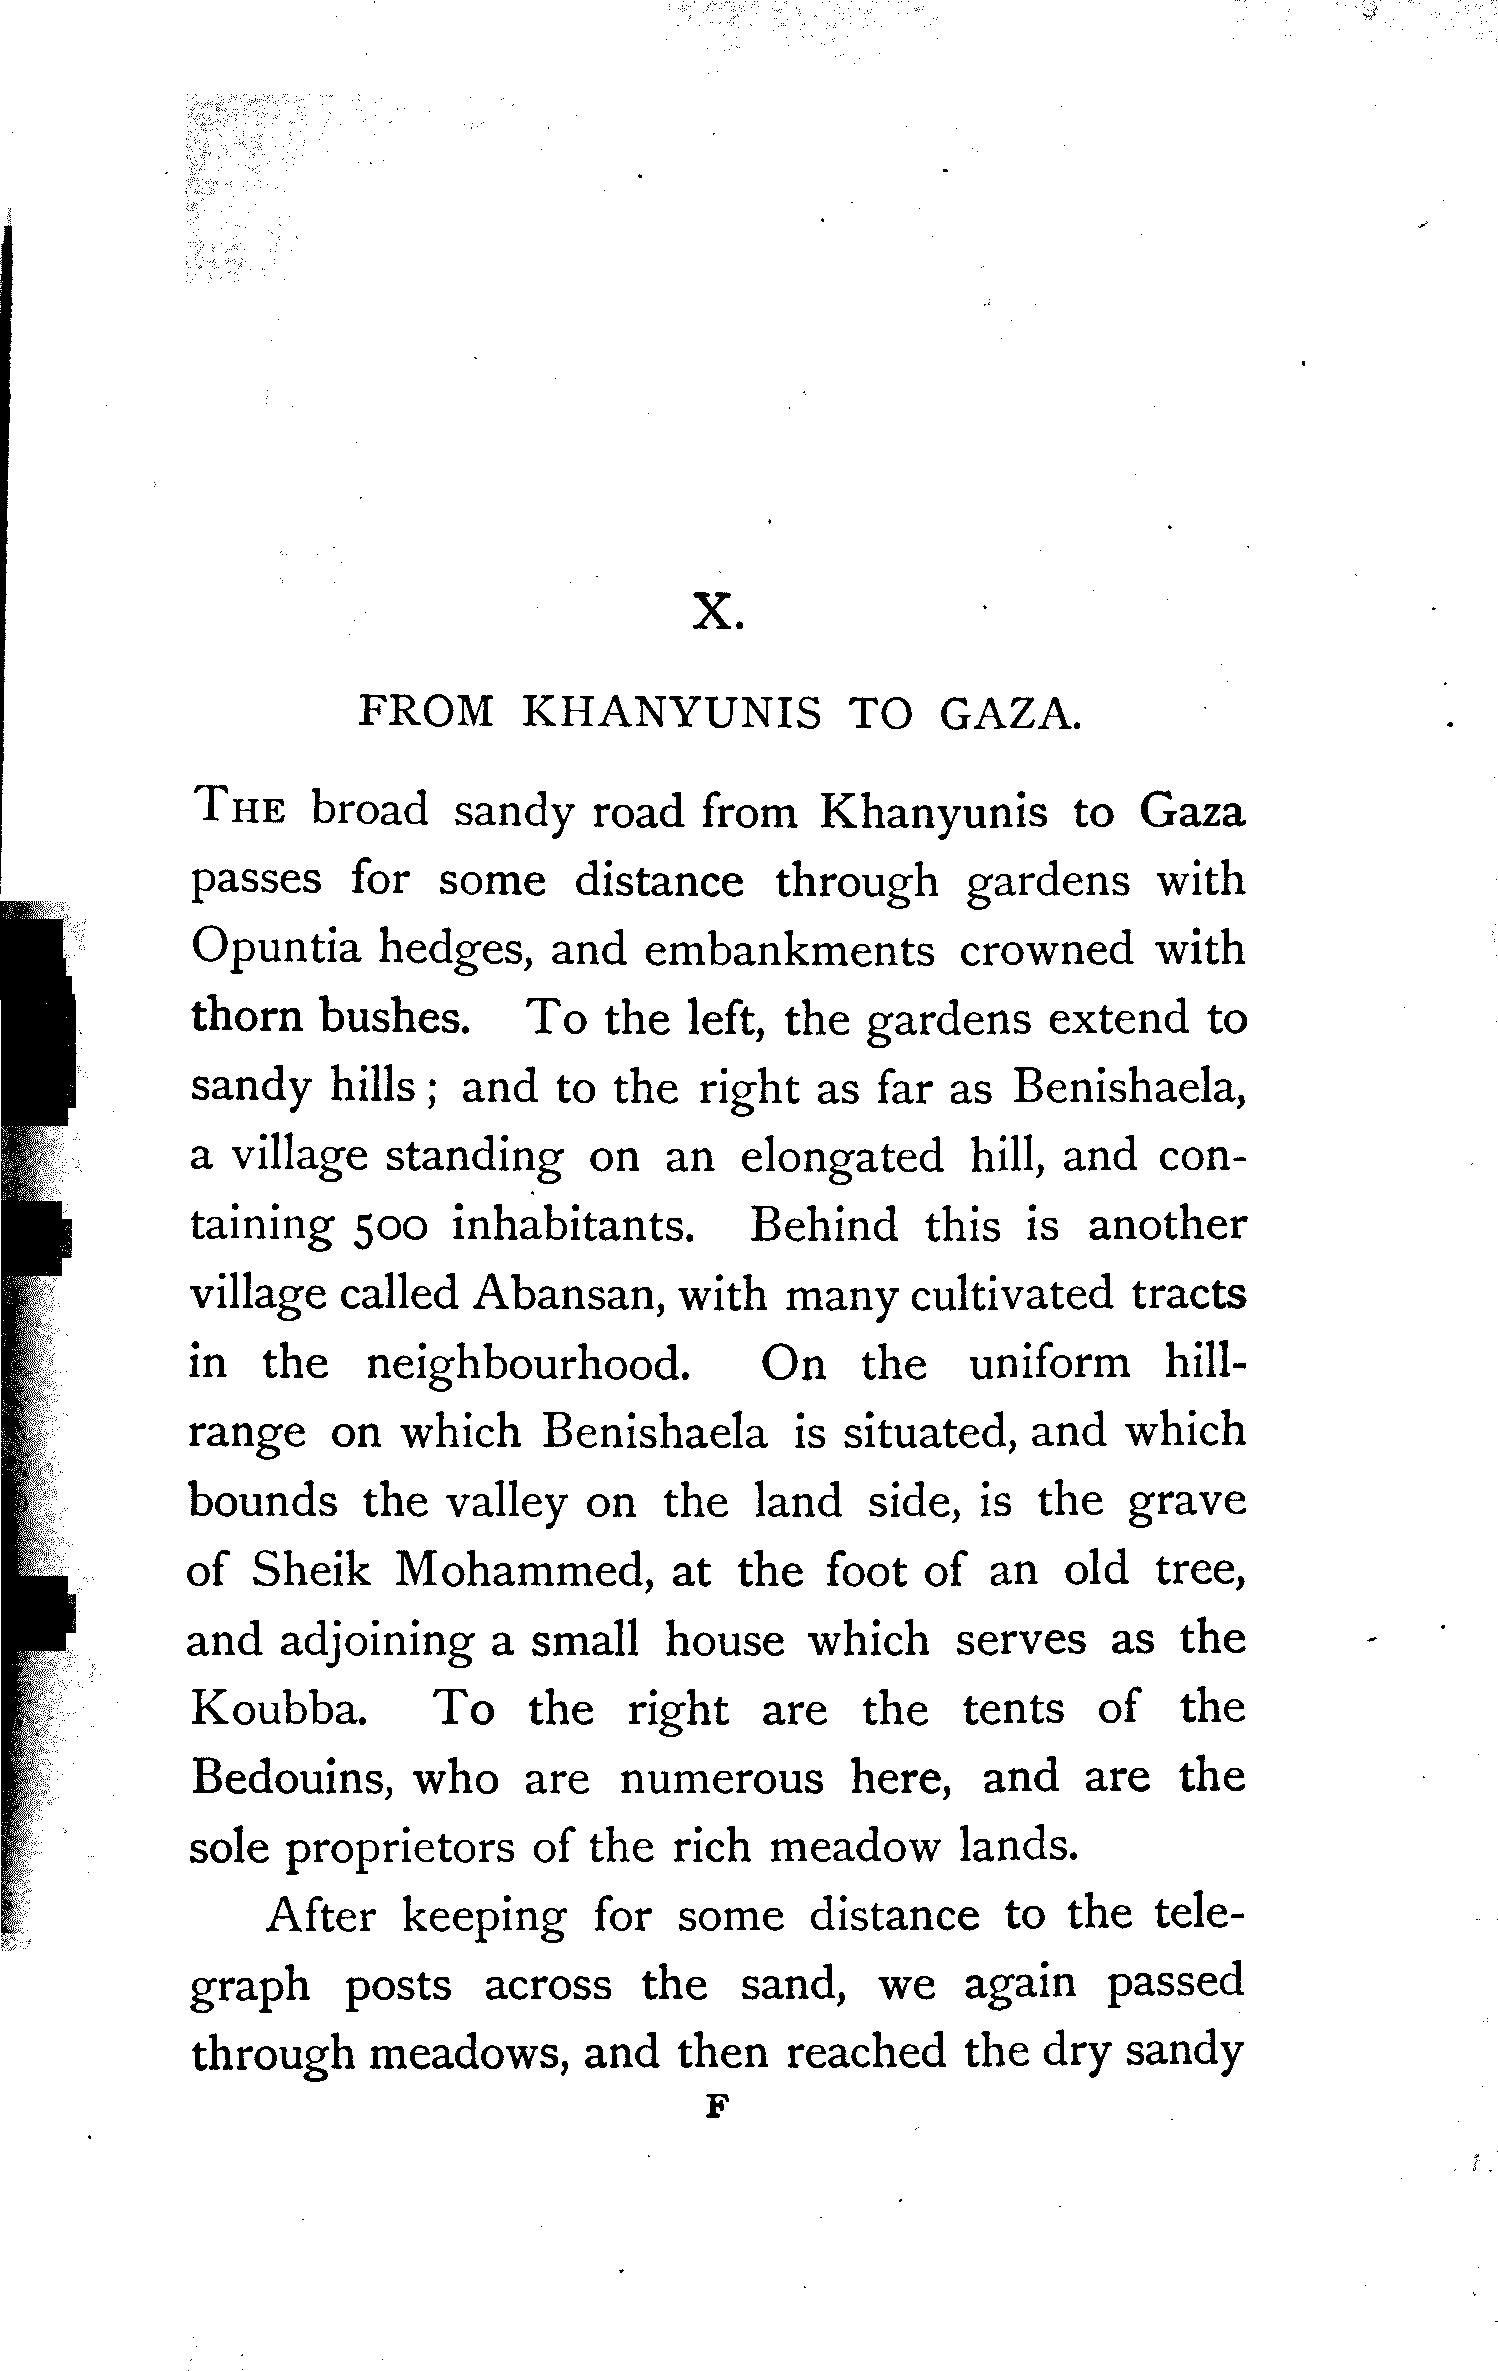 X.
FROM KHANYUNIS TO GAZA.
THE broad sandy road from Khanyunis to Gaza
passes for some distance through gardens with
Opuntia hedges, and embankments crowned with
thorn bushes. To the left, the gardens extend to
sandy hills ; and to the right as far as Benishaela,
a village standing on an elongated hill, and con-
taining 500 inhabitants. Behind this is another
village called Abansan, with many cultivated tracts
in the neighbourhood. On the uniform hill-
range on which Benishaela is situated, and which
bounds the valley on the land side, is the grave
of Sheik Mohammed, at the foot of an old tree,
and adjoining a small house which serves as the
Koubba. To the right are the tents of the
Bedouins, who are numerous here, and are the
sole proprietors of the rich meadow lands.
After keeping for some distance to the tele-
graph posts across the sand, we again passed
through meadows, and then reached the dry sandy
F